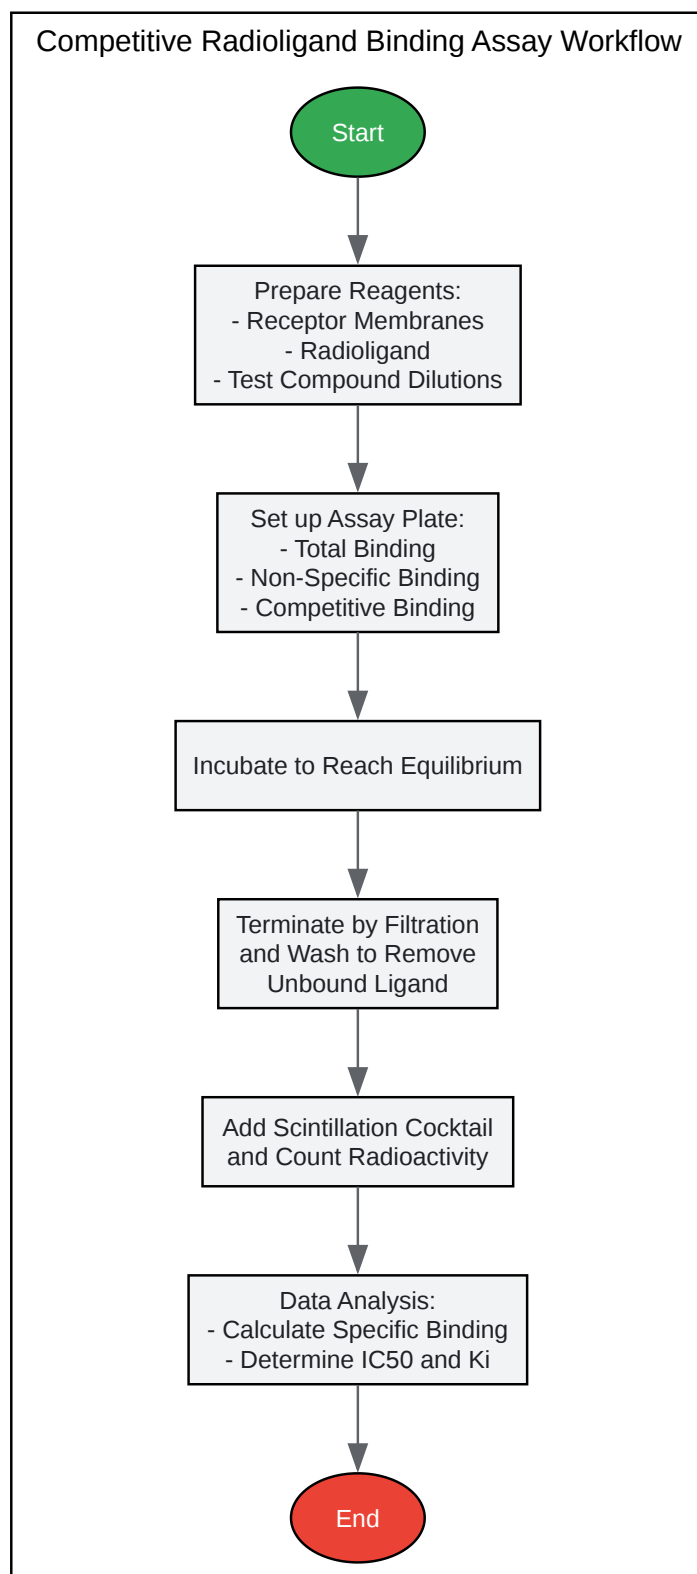 Competitive Radioligand Binding Assay Workflow
Start
Prepare Reagents:
- Receptor Membranes
- Radioligand
- Test Compound Dilutions
Set up Assay Plate:
- Total Binding
- Non-Specific Binding
- Competitive Binding
Incubate to Reach Equilibrium
Terminate by Filtration
and Wash to Remove
Unbound Ligand
Add Scintillation Cocktail
and Count Radioactivity
Data Analysis:
- Calculate Specific Binding
- Determine IC50 and Ki
End